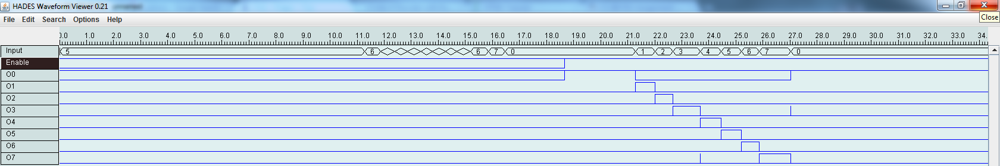 HADES Waveform Viewer 0.21
Close
File Edit Search Options Help
0.0 1.0 2.0 3.0 4.0 5.0 6.0 7.0 8.0 9.0 10.0 11.0 12.0 13.0 14.0 15.0 16.0 17.0 18.0 19.0 20.0 21.0 22.0 23.0 24.0 25.0 26.0 27.0 28.0 29.0 30.0 31.0 32.0 33.0 34.
Input 5 6 6 7 0 1 2 3 4 5 6 7 0
Enable
O0
O1
O2
O3
O4
O5
O6
O7